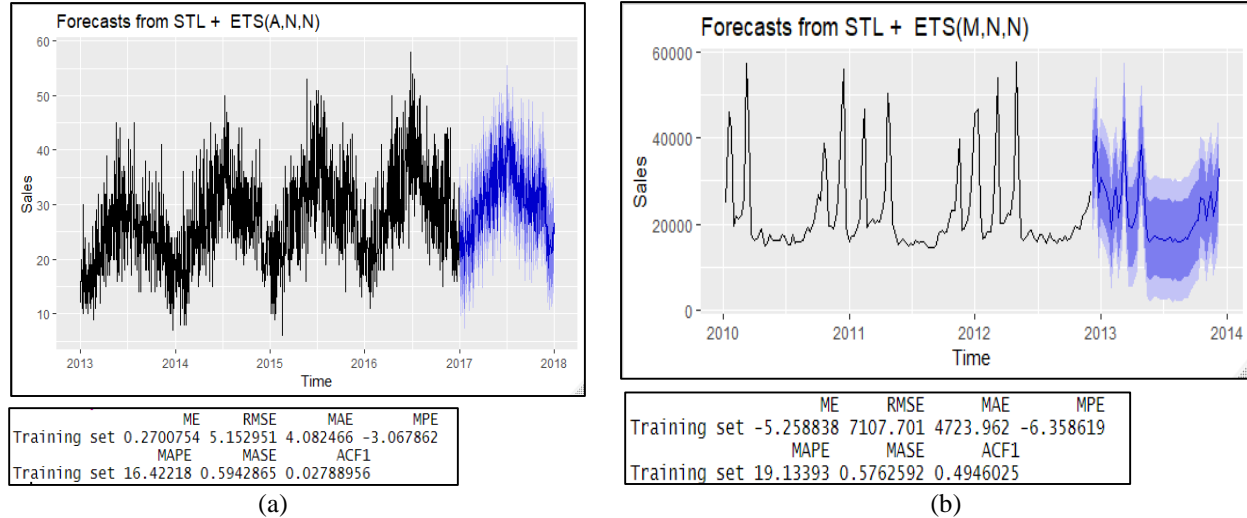 Forecasts from STL + ETS(A,N,N)
60
50
40
30
20
10
Sales
2013 2014 2015 2016 2017 2018
Time
ME RMSE MAE MPE
Training set 0.2700754 5.152951 4.082466 -3.067862
MAPE MASE ACF1
Training set 16.42218 0.5942865 0.02788956
(a)
Forecasts from STL + ETS(M,N,N)
60000
40000
20000
0
Sales
2010 2011 2012 2013 2014
Time
ME RMSE MAE MPE
Training set -5.258838 7107.701 4723.962 -6.358619
MAPE MASE ACF1
Training set 19.13393 0.5762592 0.4946025
(b)